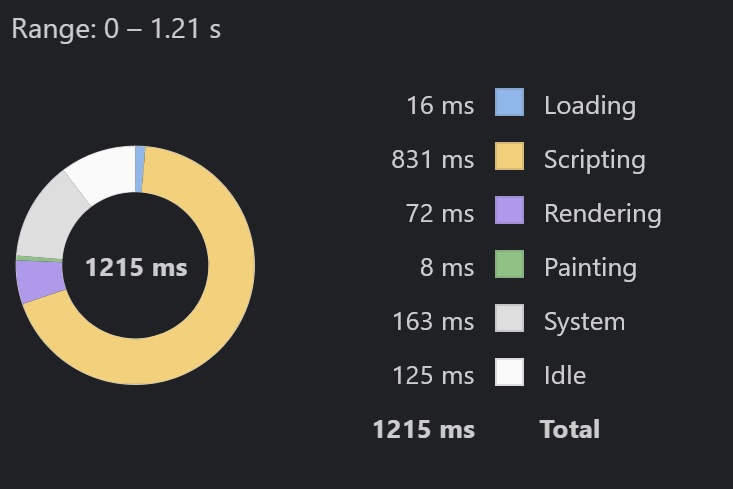 Range: 0 – 1.21 s
16 ms Loading
831 ms Scripting
72 ms Rendering
1215 ms
8 ms Painting
163 ms System
125 ms Idle
1215 ms Total